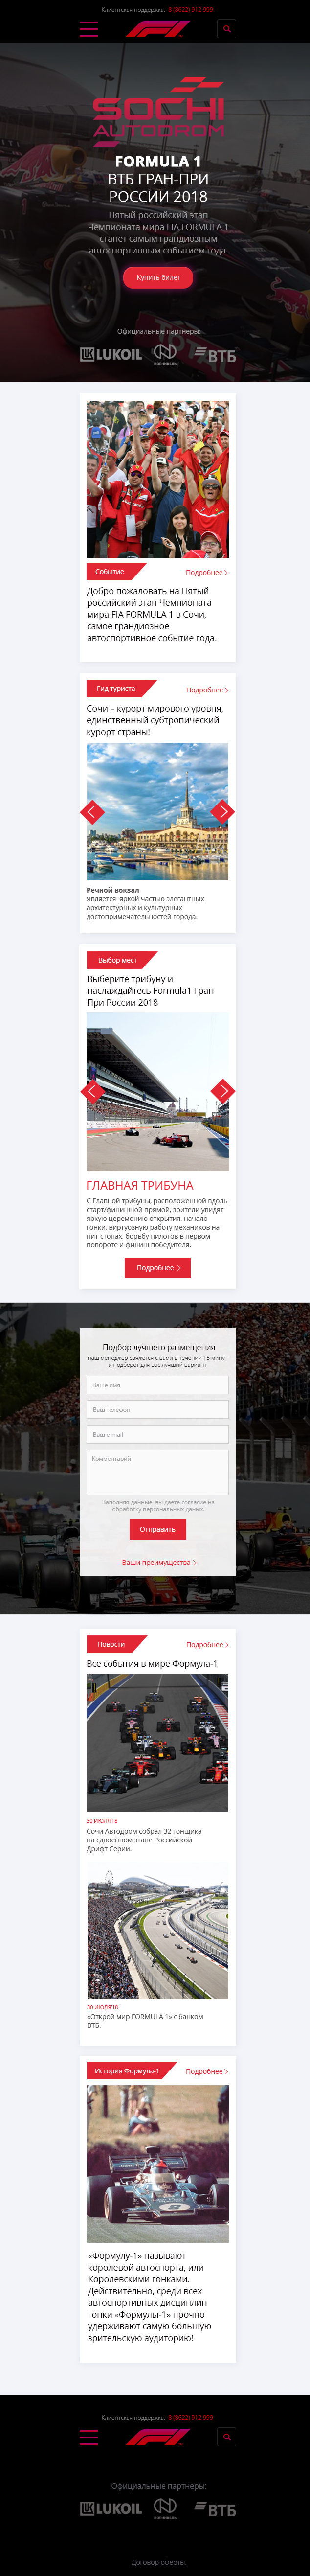 Клиентская поддержка: 8 (8622) 912 999
SOCHI
AUTODROM
FORMULA 1
ВТБ ГРАН-ПРИ
РОССИИ 2018
Пятый российский этап
Чемпионата мира FIA FORMULA 1
станет самым грандиозным
автоспортивным событием года.
Купить билет
Официальные партнеры:
LUKOIL НОРНИКЕЛЬ ВТБ
Событие Подробнее
Добро пожаловать на Пятый
российский этап Чемпионата
мира FIA FORMULA 1 в Сочи,
самое грандиозное
автоспортивное событие года.
Гид туриста Подробнее
Сочи – курорт мирового уровня,
единственный субтропический
курорт страны!
Речной вокзал
Является яркой частью элегантных
архитектурных и культурных
достопримечательностей города.
Выбор мест
Выберите трибуну и
наслаждайтесь Formula1 Гран
При России 2018
ГЛАВНАЯ ТРИБУНА
С Главной трибуны, расположенной вдоль
старт/финишной прямой, зрители увидят
яркую церемонию открытия, начало
гонки, виртуозную работу механиков на
пит-стопах, борьбу пилотов в первом
повороте и финиш победителя.
Подробнее
Подбор лучшего размещения
наш менеджер свяжется с вами в течении 15 минут
и подберет для вас лучший вариант
Ваше имя
Ваш телефон
Ваш e-mail
Комментарий
Заполняя данные вы даете согласие на
обработку персональных даных.
Отправить
Ваши преимущества
Новости Подробнее
Все события в мире Формула-1
30 ИЮЛЯ'18
Сочи Автодром собрал 32 гонщика
на сдвоенном этапе Российской
Дрифт Серии.
30 ИЮЛЯ'18
«Открой мир FORMULA 1» с банком
ВТБ.
История Формула-1 Подробнее
«Формулу-1» называют
королевой автоспорта, или
Королевскими гонками.
Действительно, среди всех
автоспортивных дисциплин
гонки «Формулы-1» прочно
удерживают самую большую
зрительскую аудиторию!
Клиентская поддержка: 8 (8622) 912 999
Официальные партнеры:
LUKOIL НОРНИКЕЛЬ ВТБ
Договор оферты.